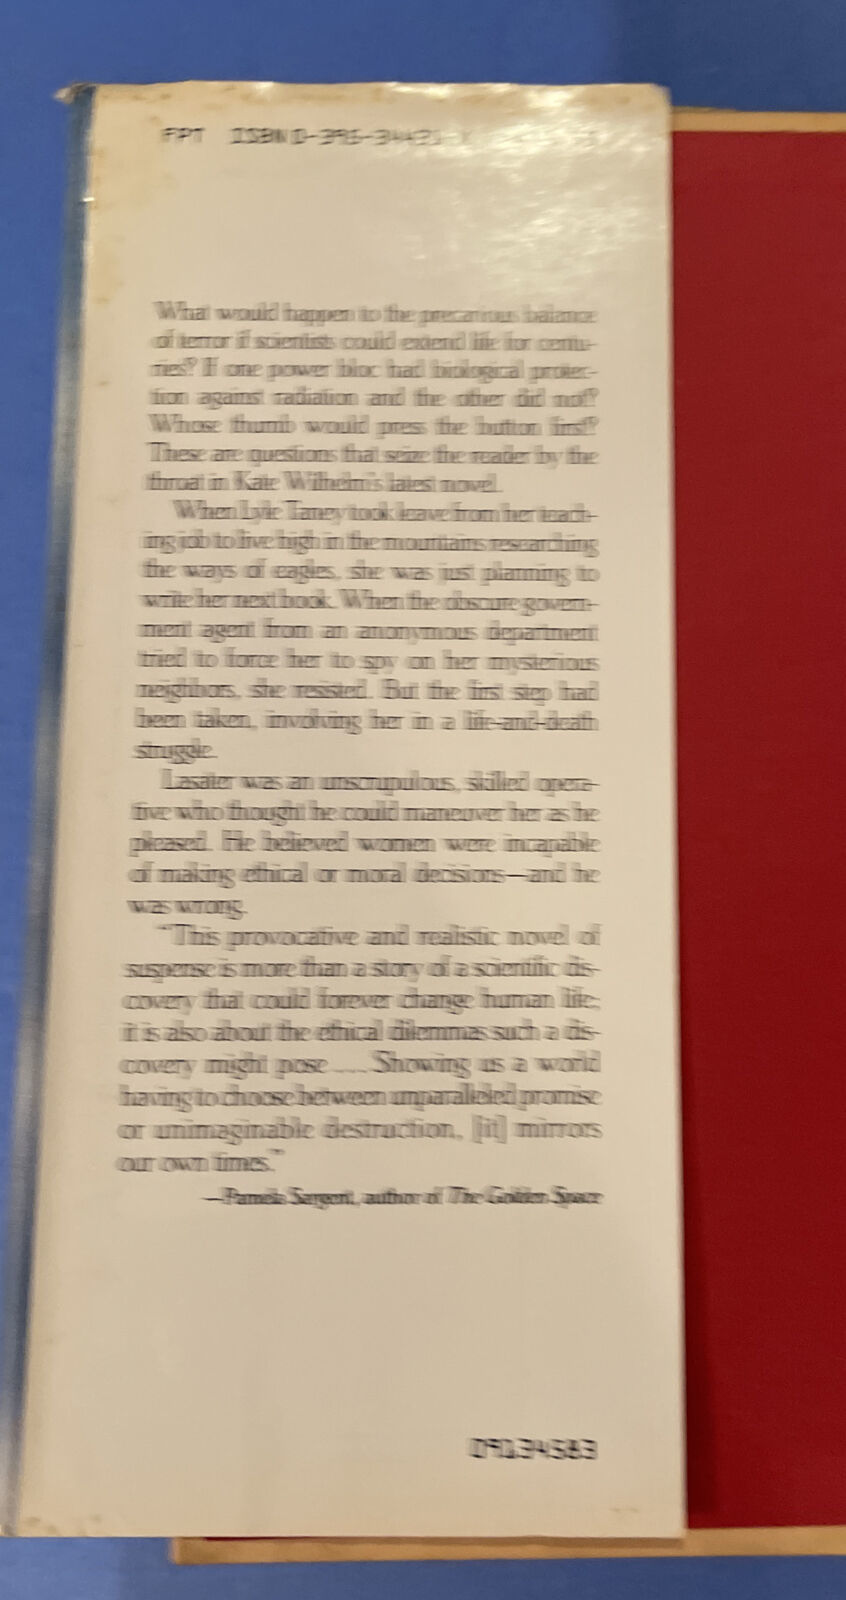 FPT ISBN 0-395-34431-X
What would happen to the precarious balance
of terror if scientists could extend life for centu-
ries? If one power bloc had biological protec-
tion against radiation and the other did not?
Whose thumb would press the button first?
These are questions that seize the reader by the
throat in Kate Wilhelm's latest novel.
When Lyle Taney took leave from her teach-
ing job to live high in the mountains researching
the ways of eagles, she was just planning to
write her next book. When the obscure govern-
ment agent from an anonymous department
tried to force her to spy on her mysterious
neighbors, she resisted. But the first step had
been taken, involving her in a life-and-death
struggle.
Lasater was an unscrupulous, skilled opera-
tive who thought he could maneuver her as he
pleased. He believed women were incapable
of making ethical or moral decisions—and he
was wrong.
"This provocative and realistic novel of
suspense is more than a story of a scientific dis-
covery that could forever change human life;
it is also about the ethical dilemmas such a dis-
covery might pose .... Showing us a world
having to choose between unparalleled promise
or unimaginable destruction, [it] mirrors
our own times."
—Pamela Sargent, author of The Golden Space
09134583